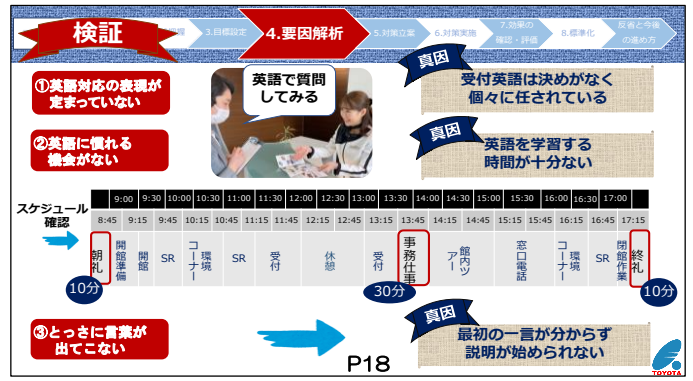 検証
3.目標設定
4.要因解析
5.対策立案
6.対策実施
7.効果の
確認・評価
8.標準化
反省と今後
の進め方
①英語対応の表現が
定まっていない
英語で質問
してみる
真因
受付英語は決めがなく
個々に任されている
②英語に慣れる
機会がない
真因
英語を学習する
時間が十分ない
スケジュール
確認
9:00 9:30 10:00 10:30 11:00 11:30 12:00 12:30 13:00 13:30 14:00 14:30 15:00 15:30 16:00 16:30 17:00
8:45 9:15 9:45 10:15 10:45 11:15 11:45 12:15 12:45 13:15 13:45 14:15 14:45 15:15 15:45 16:15 16:45 17:15
朝礼
開館準備
開館
SR
環境
コーナー
SR
受付
休憩
受付
事務仕事
館内ツ
アー
窓口電話
環境
コーナー
SR
閉館作業
終礼
10分
30分
10分
③とっさに言葉が
出てこない
真因
最初の一言が分からず
説明が始められない
P18
TOYOTA